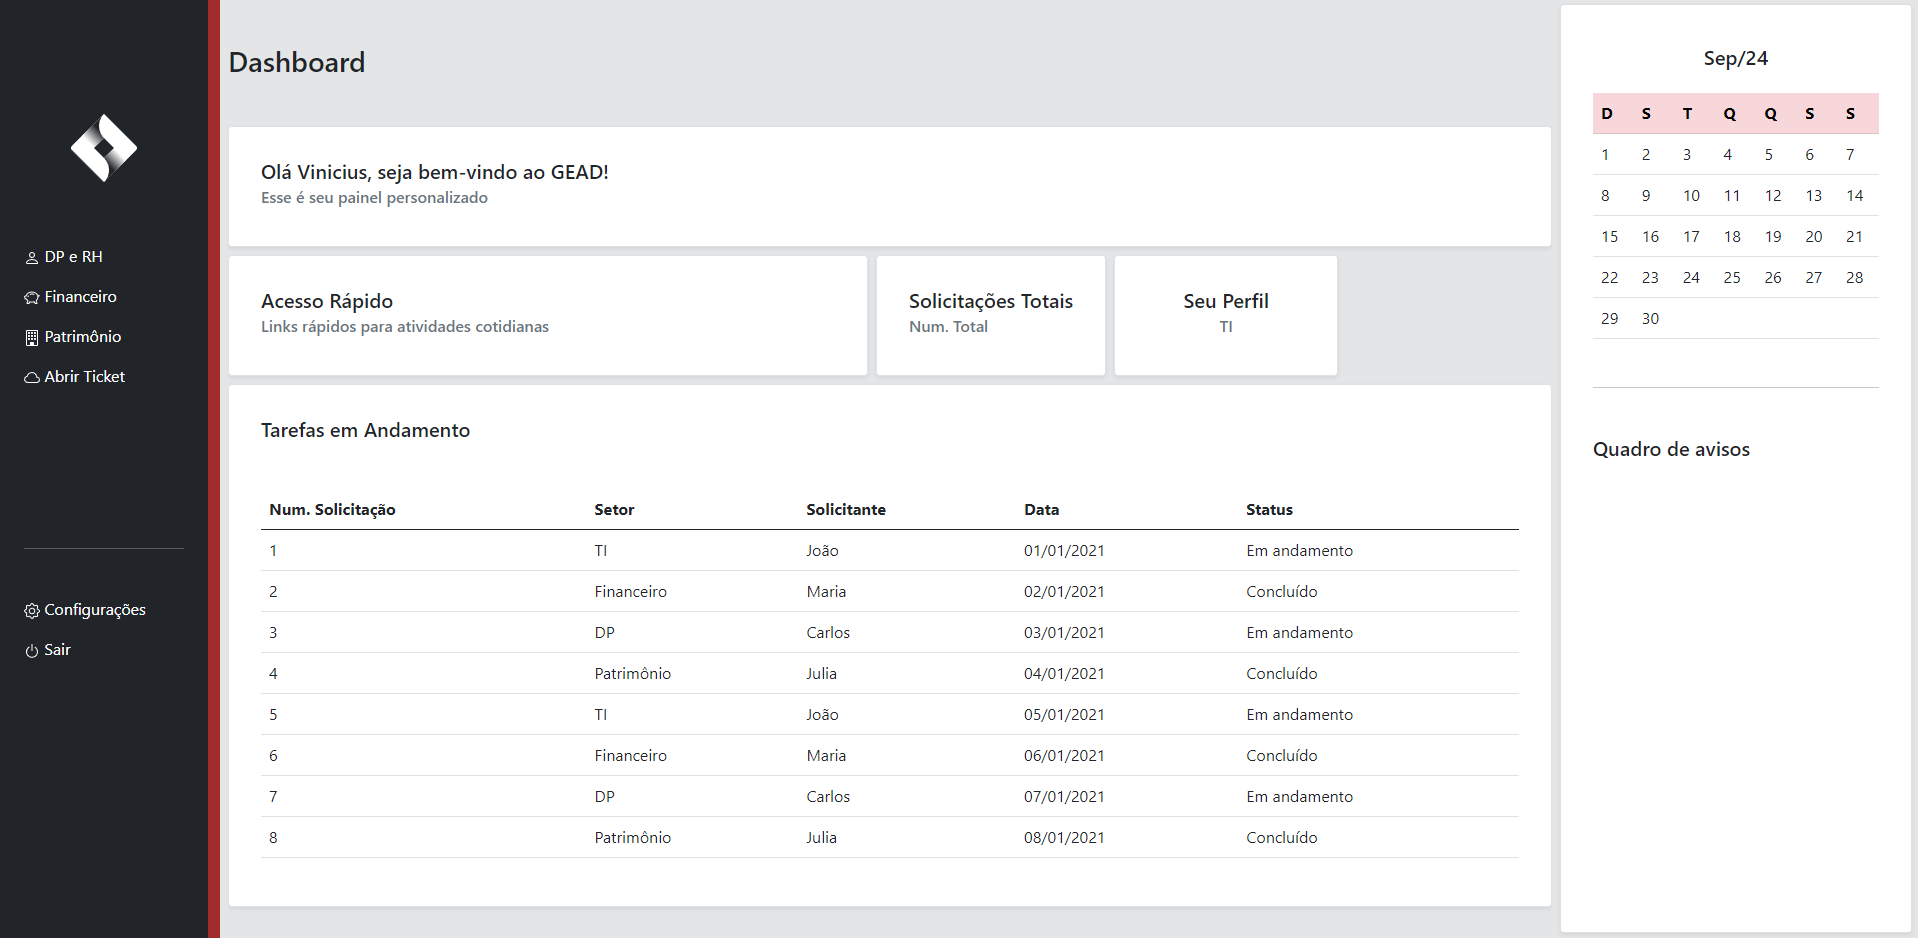 DP e RH
Financeiro
Patrimônio
Abrir Ticket
Configurações
Sair
Dashboard
Olá Vinicius, seja bem-vindo ao GEAD!
Esse é seu painel personalizado
Acesso Rápido
Links rápidos para atividades cotidianas
Solicitações Totais
Num. Total
Seu Perfil
TI
Tarefas em Andamento
Num. Solicitação Setor Solicitante Data Status
1 TI João 01/01/2021 Em andamento
2 Financeiro Maria 02/01/2021 Concluído
3 DP Carlos 03/01/2021 Em andamento
4 Patrimônio Julia 04/01/2021 Concluído
5 TI João 05/01/2021 Em andamento
6 Financeiro Maria 06/01/2021 Concluído
7 DP Carlos 07/01/2021 Em andamento
8 Patrimônio Julia 08/01/2021 Concluído
Sep/24
D S T Q Q S S
1 2 3 4 5 6 7
8 9 10 11 12 13 14
15 16 17 18 19 20 21
22 23 24 25 26 27 28
29 30
Quadro de avisos